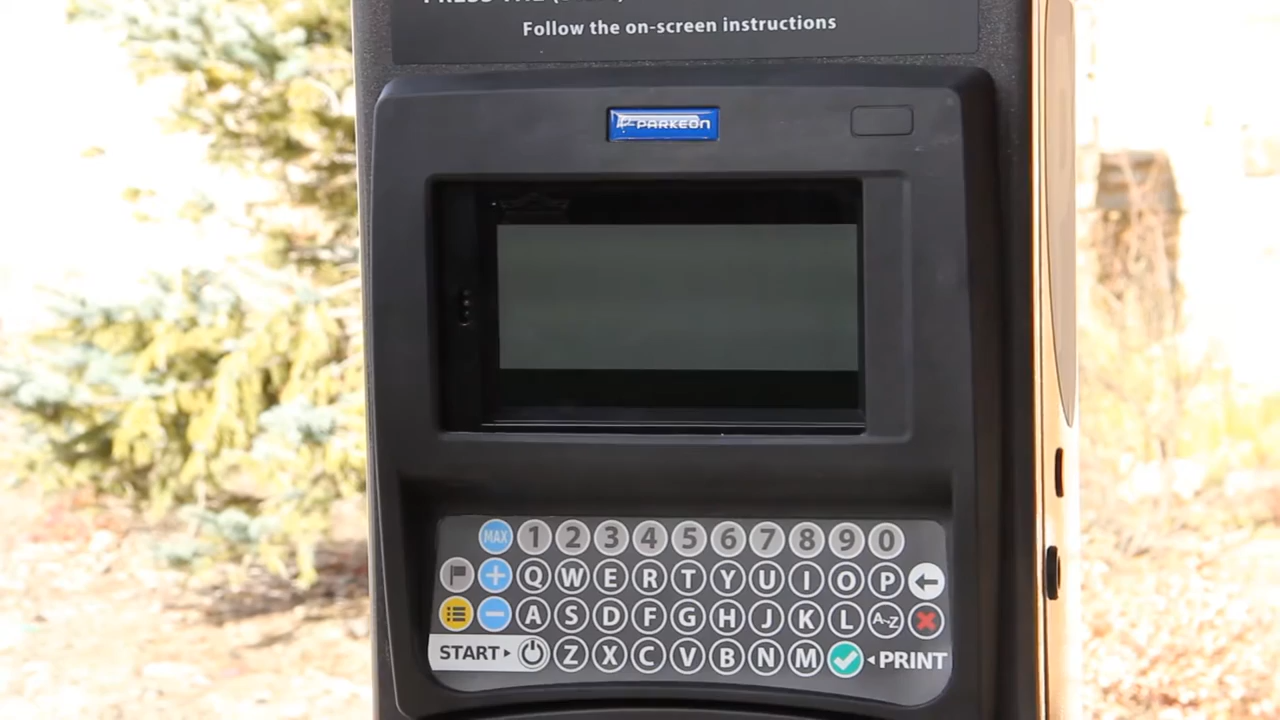 Follow the on-screen instructions
PARKEON
MAX 1 2 3 4 5 6 7 8 9 0
+ Q W E R T Y U I O P
- A S D F G H J K L A~Z
START Z X C V B N M PRINT